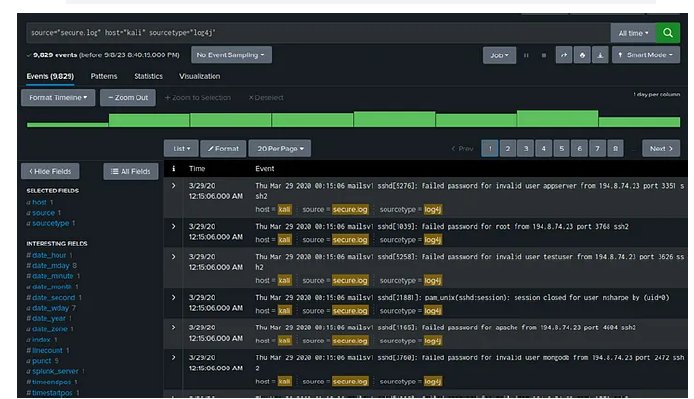 source="secure.log" host="kali" sourcetype="log4j"
All time
9,829 events (before 9/8/23 8:40:15.000 PM)
No Event Sampling
Job
Smart Mode
Events (9,829)
Patterns
Statistics
Visualization
Format Timeline
− Zoom Out
+ Zoom to Selection
× Deselect
1 day per column
List
Format
20 Per Page
< Prev
1
2
3
4
5
6
7
8
...
Next >
< Hide Fields
All Fields
i
Time
Event
SELECTED FIELDS
a host 1
a source 1
a sourcetype 1
INTERESTING FIELDS
# date_hour 1
# date_mday 8
# date_minute 1
a date_month 1
# date_second 1
a date_wday 7
# date_year 1
a date_zone 1
a index 1
# linecount 1
a punct 9
a splunk_server 1
# timeendpos 1
# timestartpos 1
3/29/20
12:15:06.000 AM
Thu Mar 29 2020 00:15:06 mailsv1 sshd[5276]: Failed password for invalid user appserver from 194.8.74.23 port 3351 s
sh2
host = kali source = secure.log sourcetype = log4j
3/29/20
12:15:06.000 AM
Thu Mar 29 2020 00:15:06 mailsv1 sshd[1039]: Failed password for root from 194.8.74.23 port 3768 ssh2
host = kali source = secure.log sourcetype = log4j
3/29/20
12:15:06.000 AM
Thu Mar 29 2020 00:15:06 mailsv1 sshd[5258]: Failed password for invalid user testuser from 194.8.74.23 port 3626 ss
h2
host = kali source = secure.log sourcetype = log4j
3/29/20
12:15:06.000 AM
Thu Mar 29 2020 00:15:06 mailsv1 sshd[2188]: pam_unix(sshd:session): session closed for user nsharpe by (uid=0)
host = kali source = secure.log sourcetype = log4j
3/29/20
12:15:06.000 AM
Thu Mar 29 2020 00:15:06 mailsv1 sshd[1165]: Failed password for apache from 194.8.74.23 port 4604 ssh2
host = kali source = secure.log sourcetype = log4j
3/29/20
12:15:06.000 AM
Thu Mar 29 2020 00:15:06 mailsv1 sshd[3760]: Failed password for invalid user mongodb from 194.8.74.23 port 2472 ssh
2
host = kali source = secure.log sourcetype = log4j